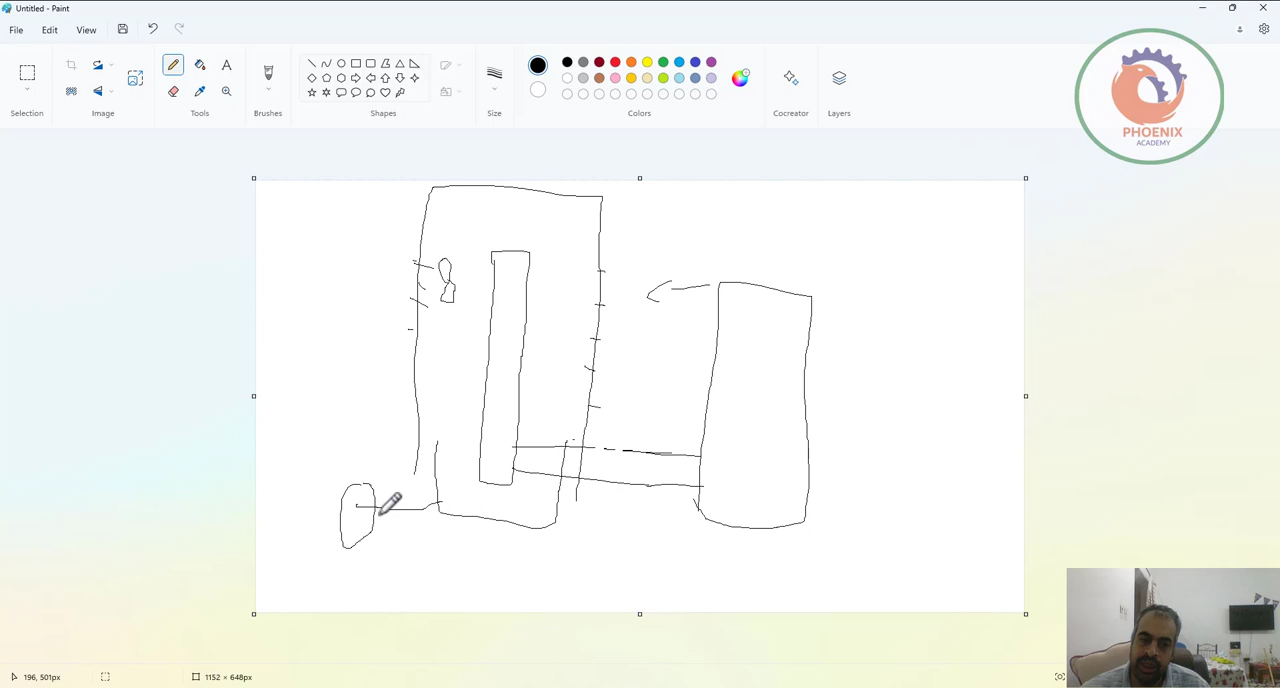 Untitled - Paint
File Edit View
Selection Image Tools Brushes Shapes Size Colors Cocreator Layers
PHOENIX
ACADEMY
8
196, 501px 1152 × 648px